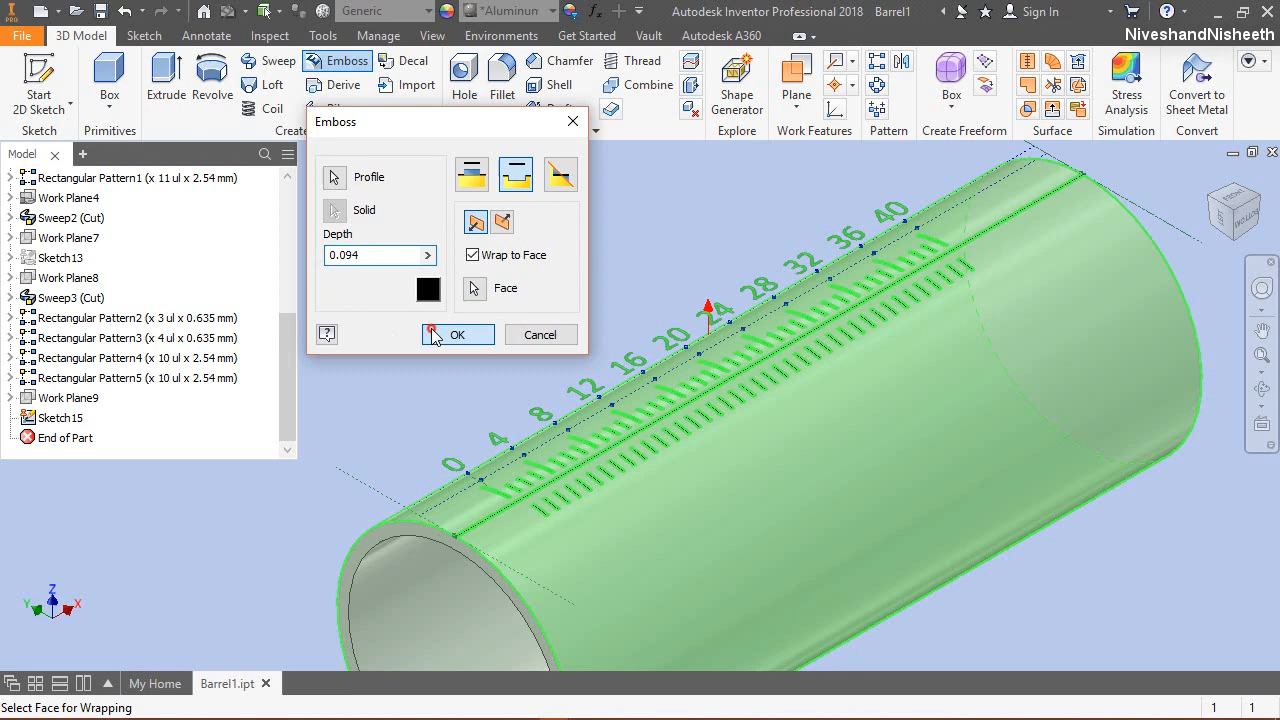 PRO
Generic
*Aluminum
Autodesk Inventor Professional 2018 Barrel1
Sign In
File
3D Model
Sketch
Annotate
Inspect
Tools
Manage
View
Environments
Get Started
Vault
Autodesk A360
NiveshandNisheeth
Start
2D Sketch
Box
Extrude
Revolve
Sweep
Emboss
Decal
Loft
Derive
Import
Coil
Hole
Fillet
Chamfer
Thread
Shell
Combine
Shape
Generator
Plane
Box
Stress
Analysis
Convert to
Sheet Metal
Sketch
Primitives
Explore
Work Features
Pattern
Create Freeform
Surface
Simulation
Convert
Model
Rectangular Pattern1 (x 11 ul x 2.54 mm)
Work Plane4
Sweep2 (Cut)
Work Plane7
Sketch13
Work Plane8
Sweep3 (Cut)
Rectangular Pattern2 (x 3 ul x 0.635 mm)
Rectangular Pattern3 (x 4 ul x 0.635 mm)
Rectangular Pattern4 (x 10 ul x 2.54 mm)
Rectangular Pattern5 (x 10 ul x 2.54 mm)
Work Plane9
Sketch15
End of Part
Emboss
Profile
Solid
Depth
0.094
Wrap to Face
Face
OK
Cancel
0 4 8 12 16 20 24 28 32 36 40
Z
Y
X
My Home
Barrel1.ipt
Select Face for Wrapping
1 1